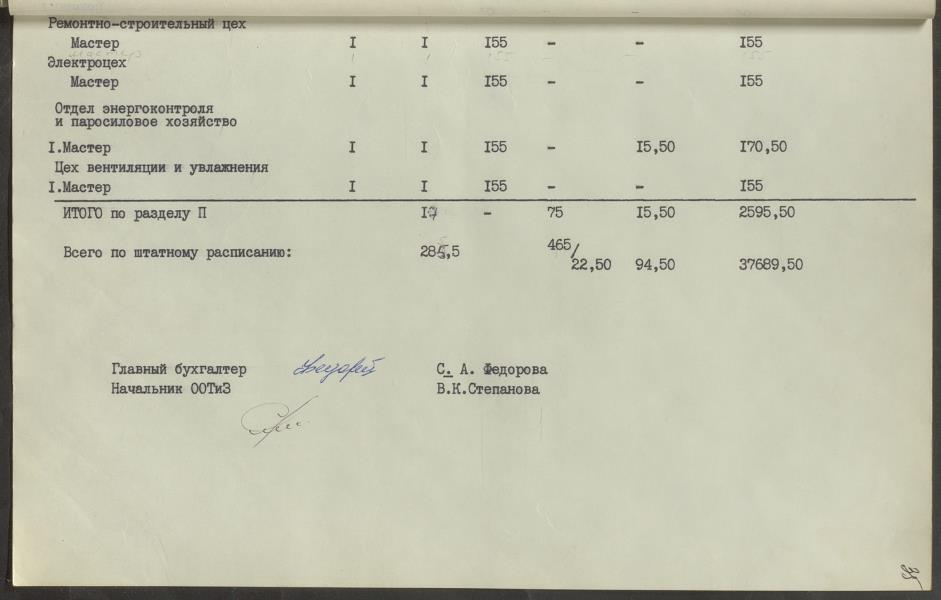 Ремонтно-строительный цех
Мастер I I I55 - - I55
Электроцех
Мастер I I I55 - - I55
Отдел энергоконтроля
и паросиловое хозяйство
I.Мастер I I I55 - I5,50 I70,50
Цех вентиляции и увлажнения
I.Мастер I I I55 - - I55
ИТОГО по разделу П - 75 I5,50 2595,50
Всего по штатному расписанию: 465/
22,50 94,50 37689,50
Главный бухгалтер С. А. Федорова
Начальник ООТиЗ В.К.Степанова